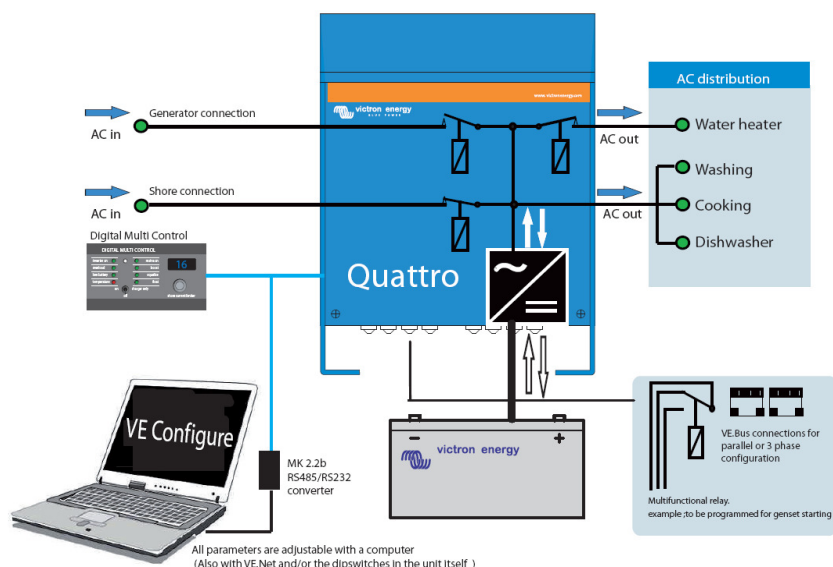 victron energy
BLUE POWER
www.victronenergy.com
Generator connection
AC in
Shore connection
AC in
AC out
AC out
AC distribution
Water heater
Washing
Cooking
Dishwasher
Digital Multi Control
DIGITAL MULTI CONTROL
16
Quattro
VE Configure
MK 2.2b
RS485/RS232
converter
victron energy
VE.Bus connections for
parallel or 3 phase
configuration
Multifunctional relay.
example ;to be programmed for genset starting
All parameters are adjustable with a computer
(Also with VE.Net and/or the dipswitches in the unit itself )